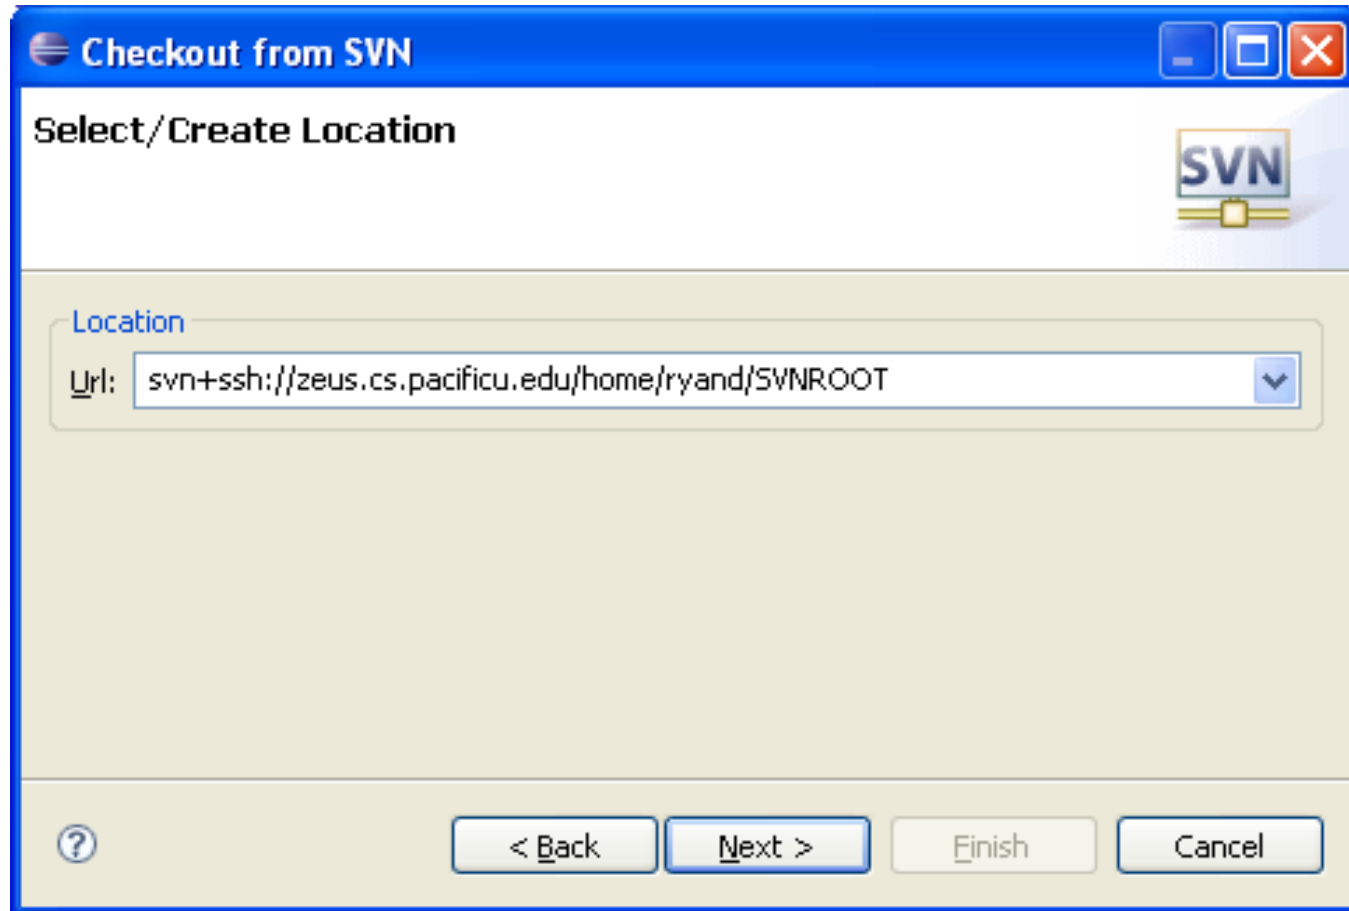 Checkout from SVN
Select/Create Location
SVN
Location
Url: svn+ssh://zeus.cs.pacificu.edu/home/ryand/SVNROOT
? < Back Next > Finish Cancel